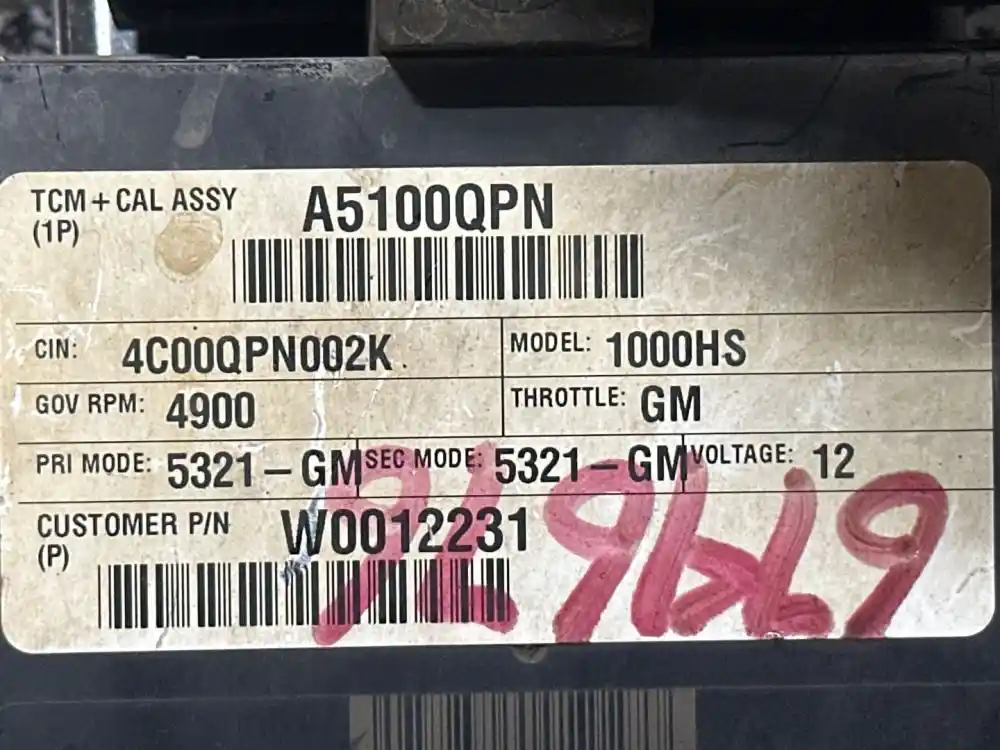 TCM + CAL ASSY A5100QPN
(1P)
CIN: 4C00QPN002K MODEL: 1000HS
GOV RPM: 4900 THROTTLE: GM
PRI MODE: 5321-GM SEC MODE: 5321-GM VOLTAGE: 12
CUSTOMER P/N W0012231
(P)